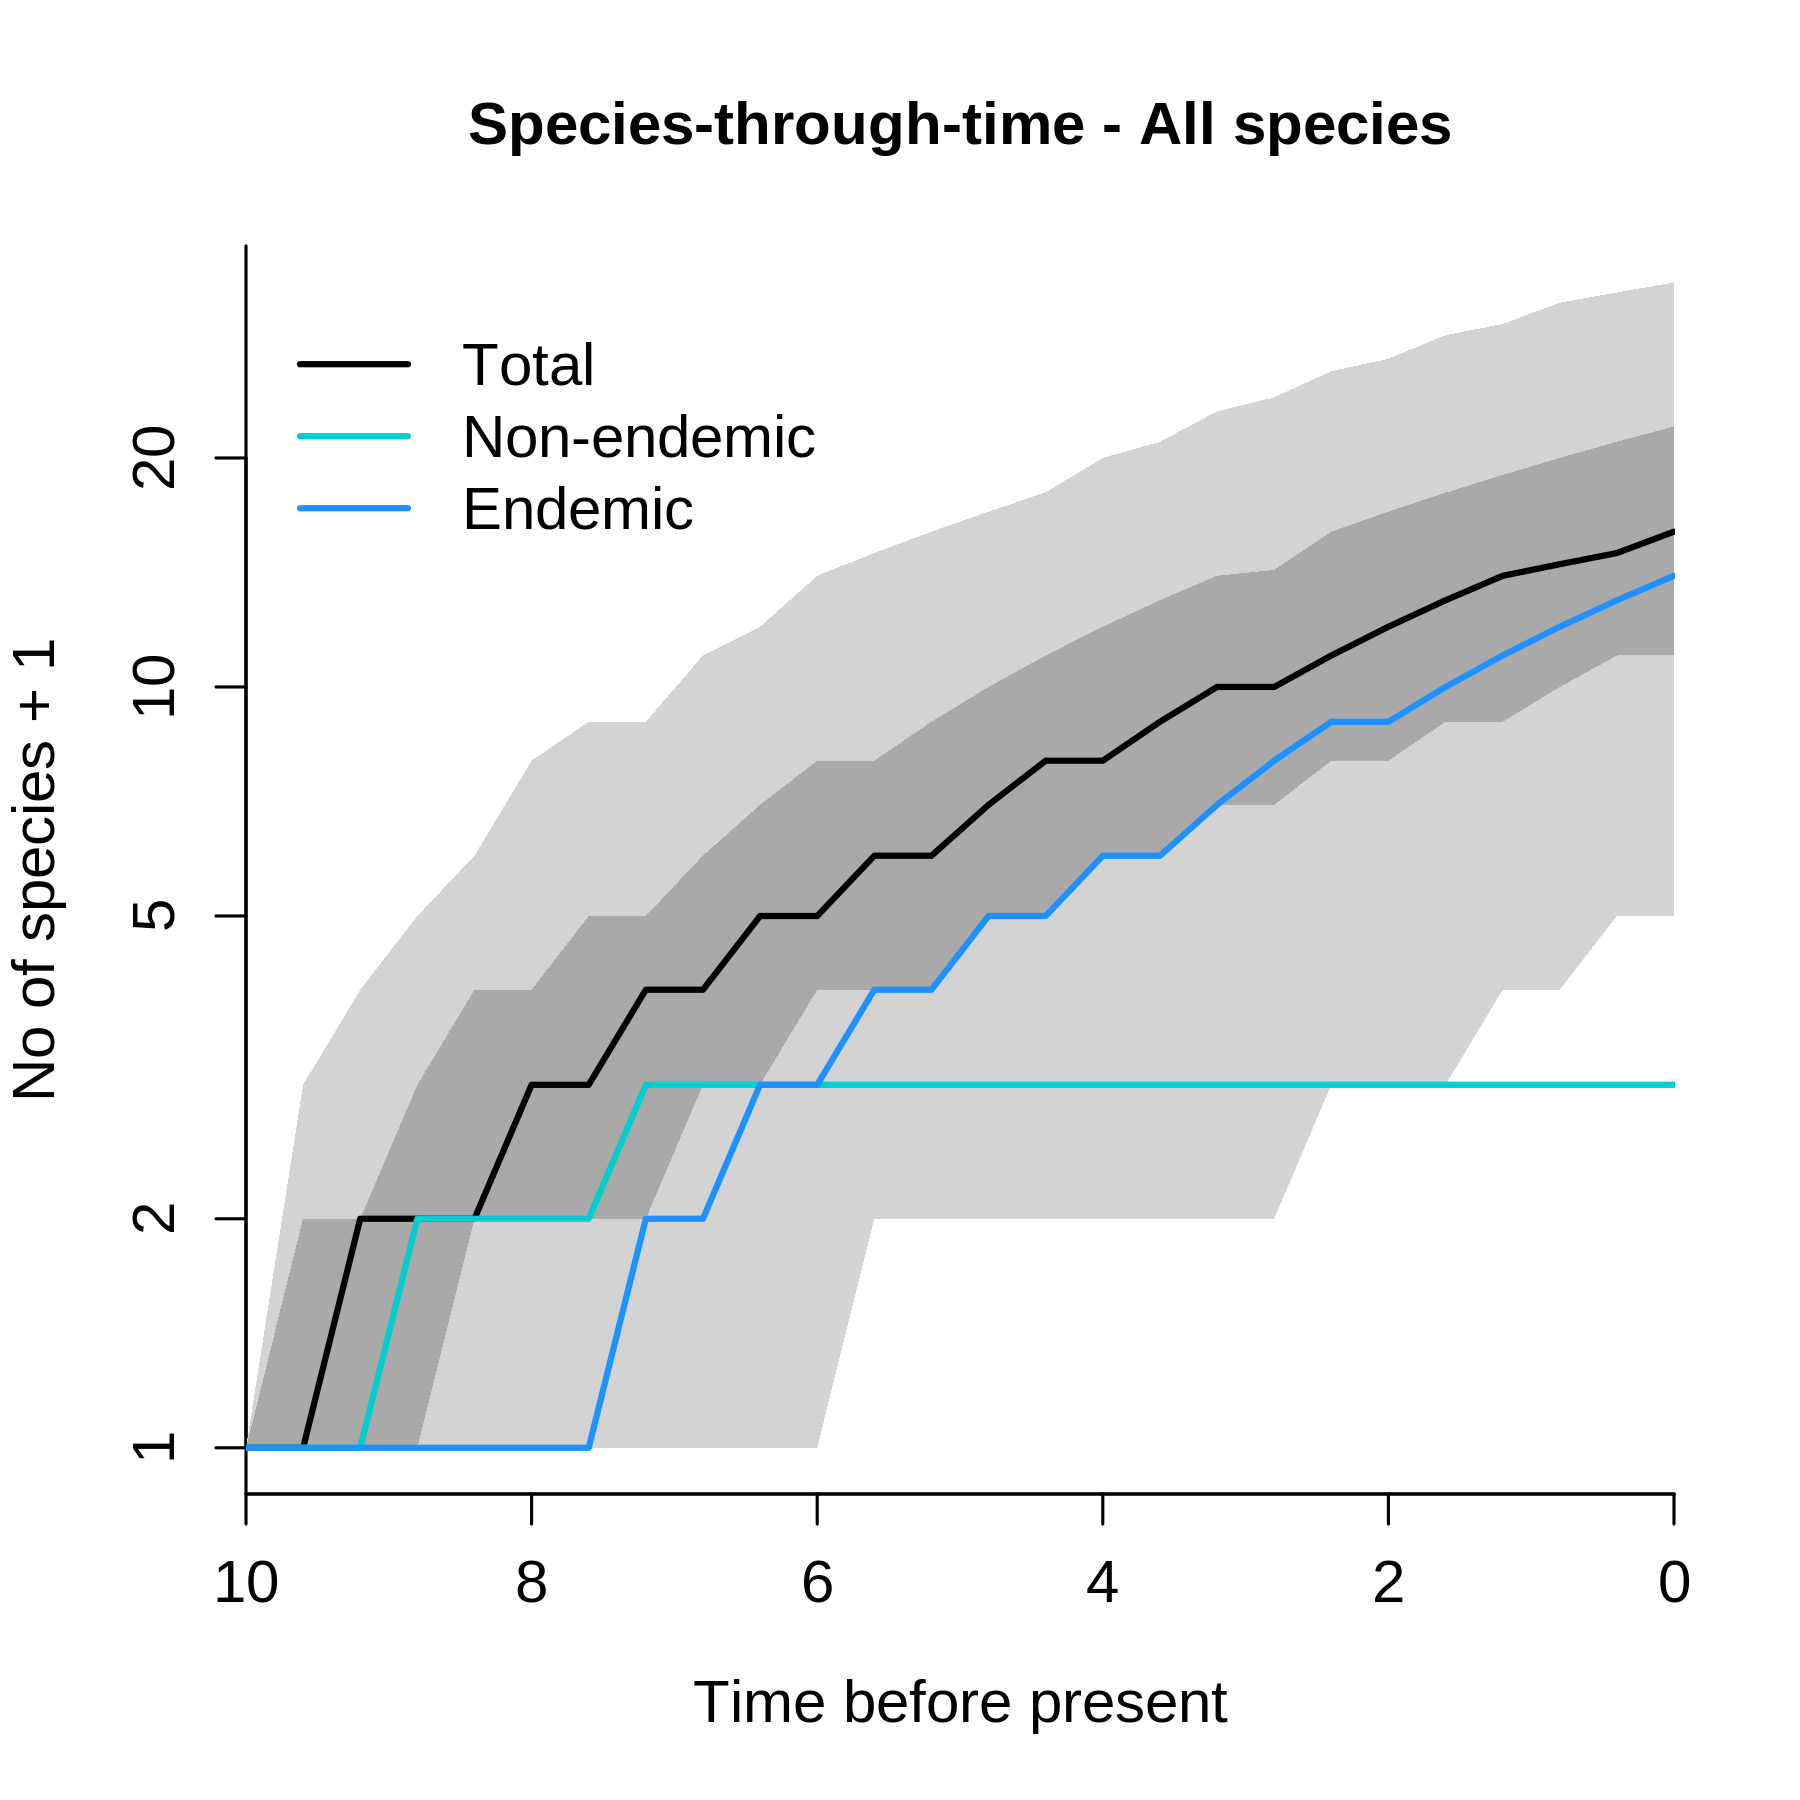 Species-through-time - All species
Total
Non-endemic
Endemic
No of species + 1
20
10
5
2
1
10 8 6 4 2 0
Time before present